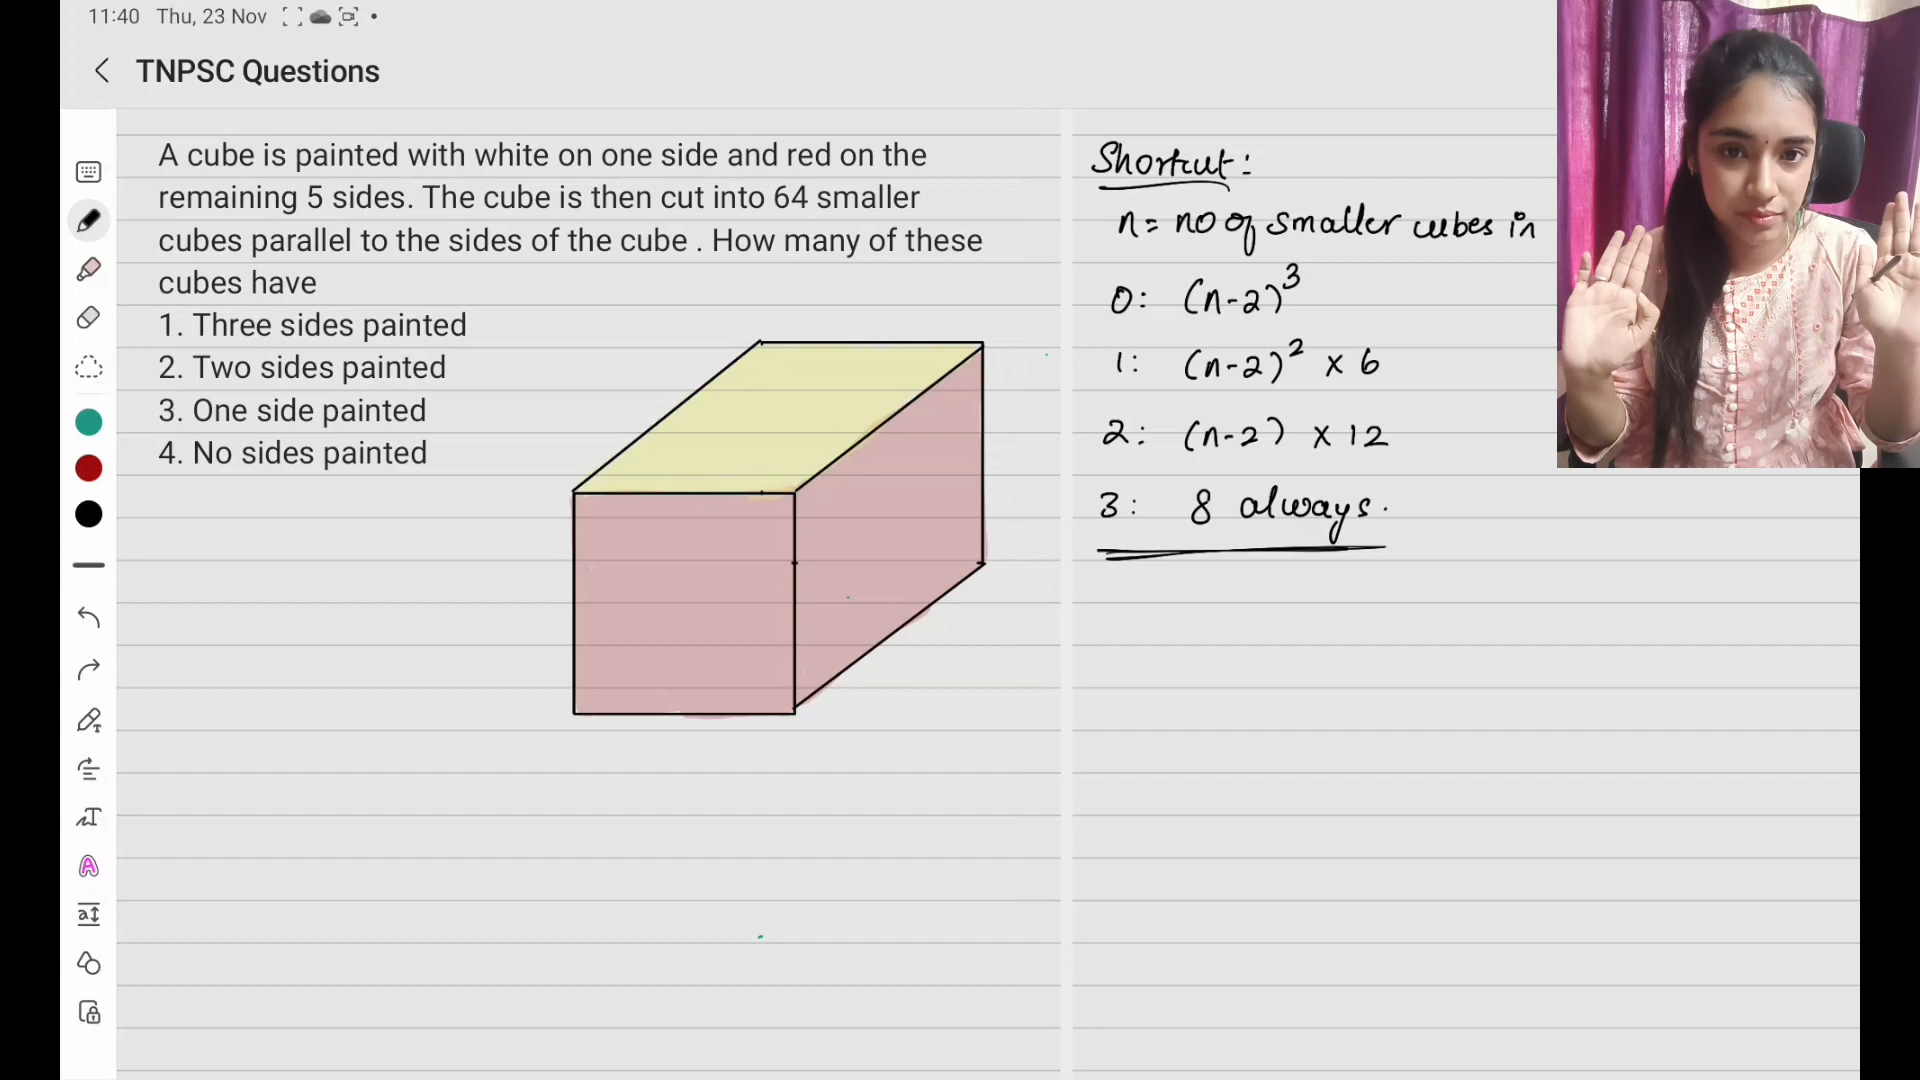 11:40 Thu, 23 Nov
TNPSC Questions
A cube is painted with white on one side and red on the
remaining 5 sides. The cube is then cut into 64 smaller
cubes parallel to the sides of the cube . How many of these
cubes have
1. Three sides painted
2. Two sides painted
3. One side painted
4. No sides painted
Shortcut :
n = no of smaller cubes in
0: (n-2)³
1: (n-2)² x 6
2: (n-2) x 12
3: 8 always.